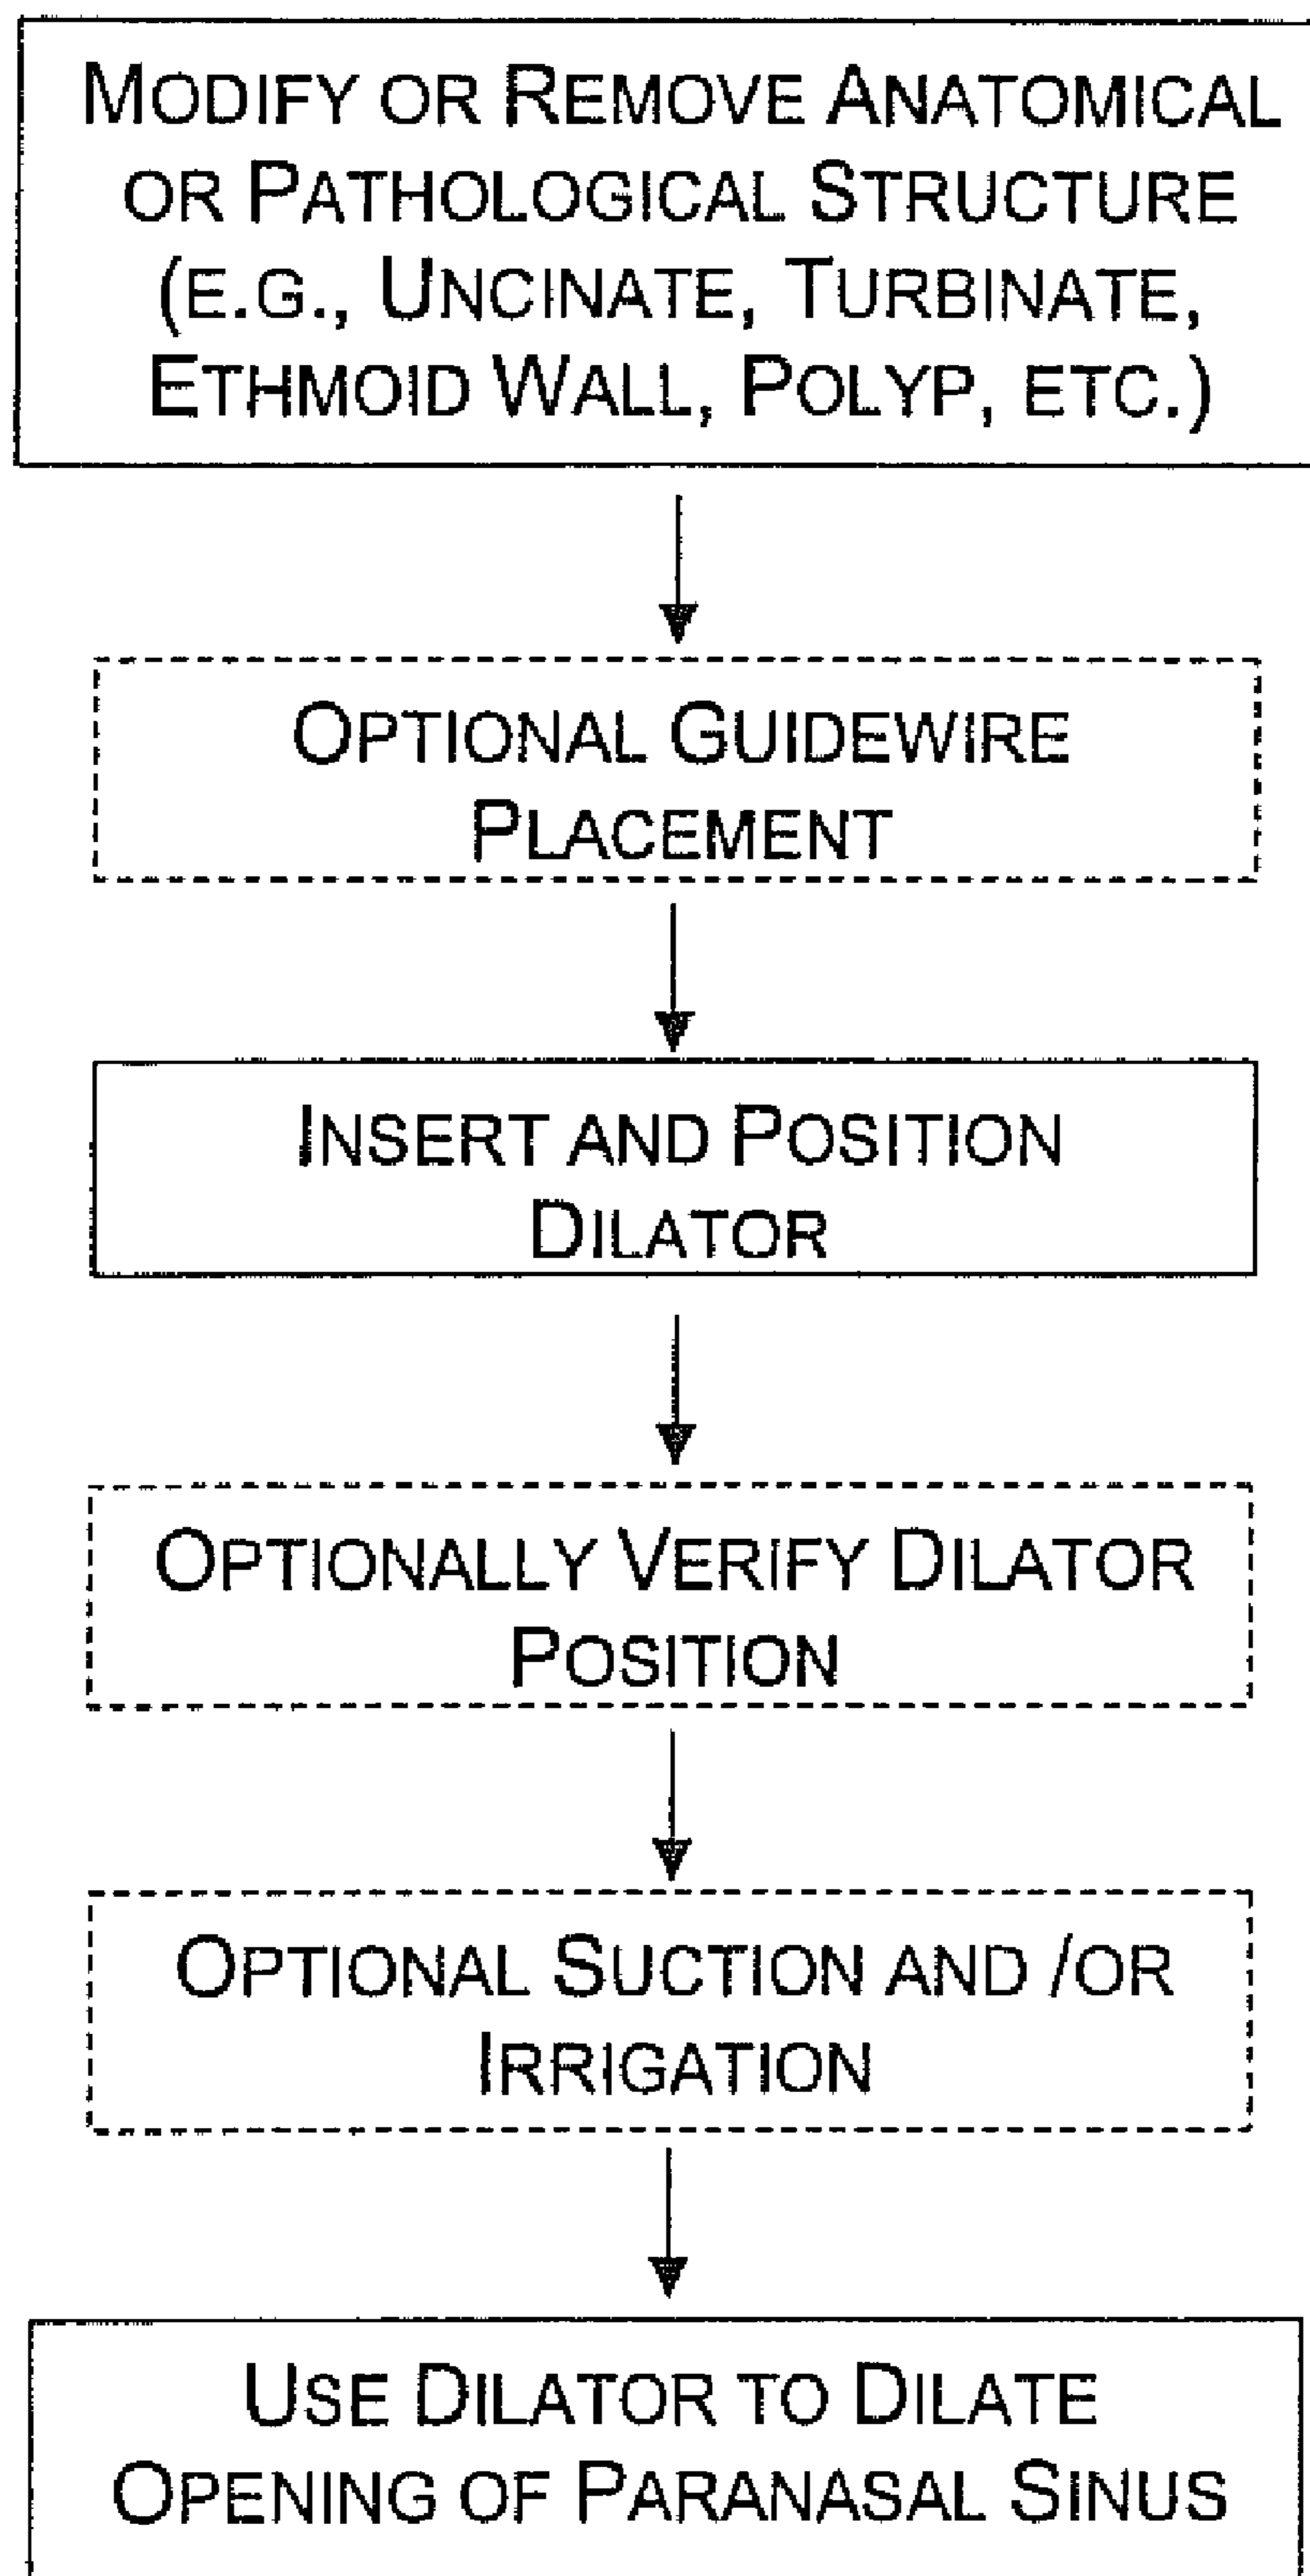 MODIFY OR REMOVE ANATOMICAL
OR PATHOLOGICAL STRUCTURE
(E.G., UNCINATE, TURBINATE,
ETHMOID WALL, POLYP, ETC.)
OPTIONAL GUIDEWIRE
PLACEMENT
INSERT AND POSITION
DILATOR
OPTIONALLY VERIFY DILATOR
POSITION
OPTIONAL SUCTION AND /OR
IRRIGATION
USE DILATOR TO DILATE
OPENING OF PARANASAL SINUS